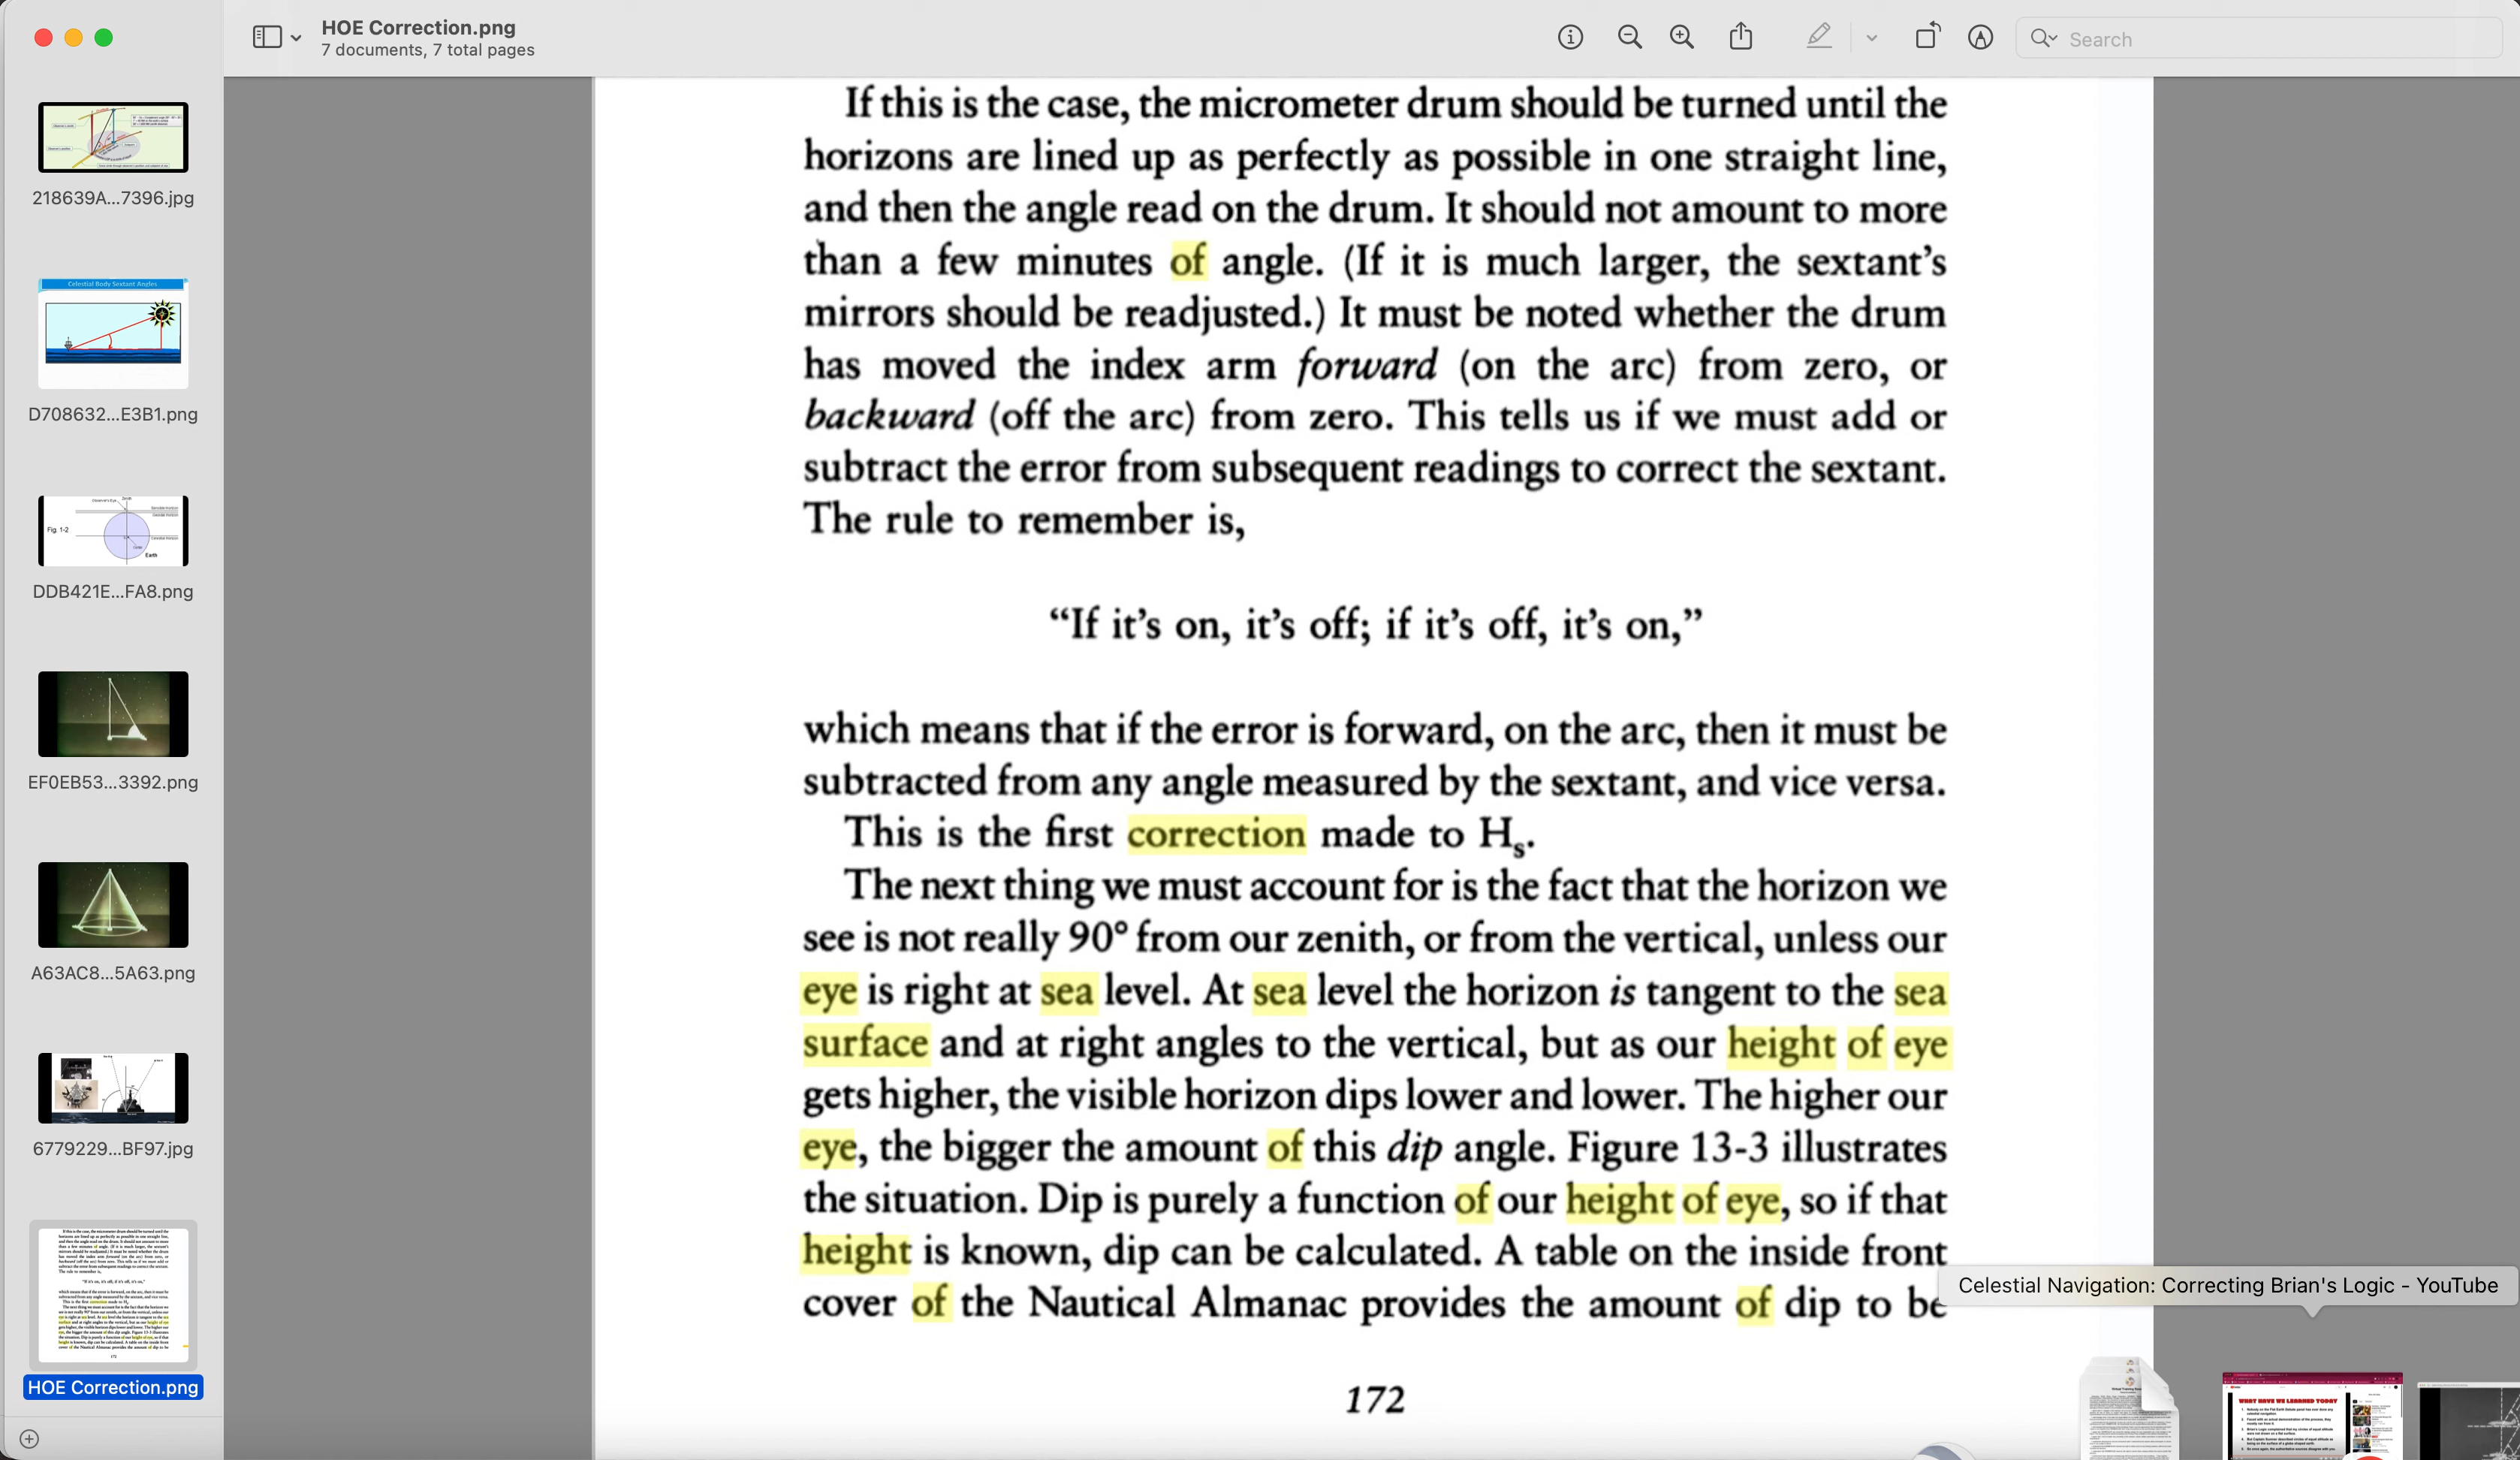 HOE Correction.png
7 documents, 7 total pages
Search
218639A...7396.jpg
Celestial Body Sextant Angles
D708632...E3B1.png
Fig. 1-2
Earth
DDB421E...FA8.png
EF0EB53...3392.png
A63AC8...5A63.png
6779229...BF97.jpg
HOE Correction.png
If this is the case, the micrometer drum should be turned until the
horizons are lined up as perfectly as possible in one straight line,
and then the angle read on the drum. It should not amount to more
than a few minutes of angle. (If it is much larger, the sextant’s
mirrors should be readjusted.) It must be noted whether the drum
has moved the index arm forward (on the arc) from zero, or
backward (off the arc) from zero. This tells us if we must add or
subtract the error from subsequent readings to correct the sextant.
The rule to remember is,
“If it’s on, it’s off; if it’s off, it’s on,”
which means that if the error is forward, on the arc, then it must be
subtracted from any angle measured by the sextant, and vice versa.
This is the first correction made to Hs.
The next thing we must account for is the fact that the horizon we
see is not really 90° from our zenith, or from the vertical, unless our
eye is right at sea level. At sea level the horizon is tangent to the sea
surface and at right angles to the vertical, but as our height of eye
gets higher, the visible horizon dips lower and lower. The higher our
eye, the bigger the amount of this dip angle. Figure 13-3 illustrates
the situation. Dip is purely a function of our height of eye, so if that
height is known, dip can be calculated. A table on the inside front
cover of the Nautical Almanac provides the amount of dip to be
172
Celestial Navigation: Correcting Brian's Logic - YouTube
WHAT HAVE WE LEARNED TODAY